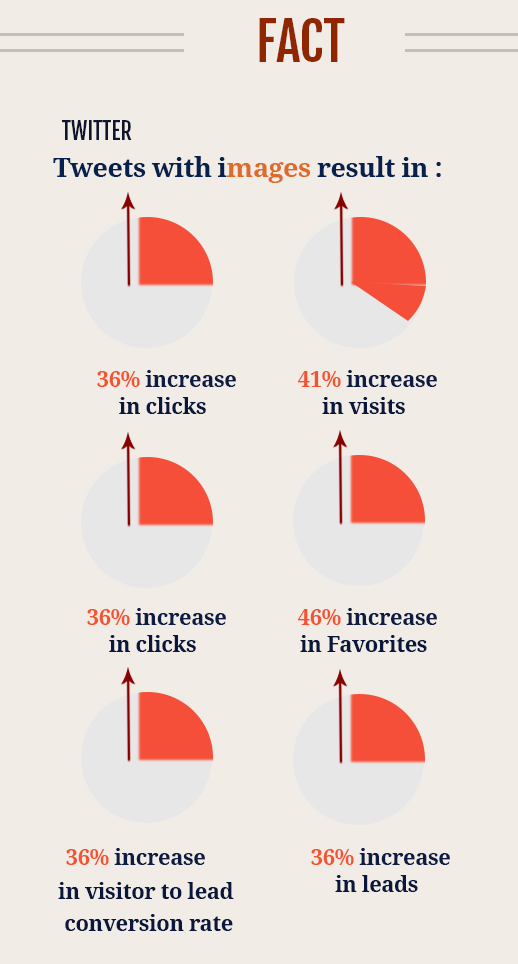 FACT
TWITTER
Tweets with images result in :
36% increase
in clicks
41% increase
in visits
36% increase
in clicks
46% increase
in Favorites
36% increase
in visitor to lead
conversion rate
36% increase
in leads